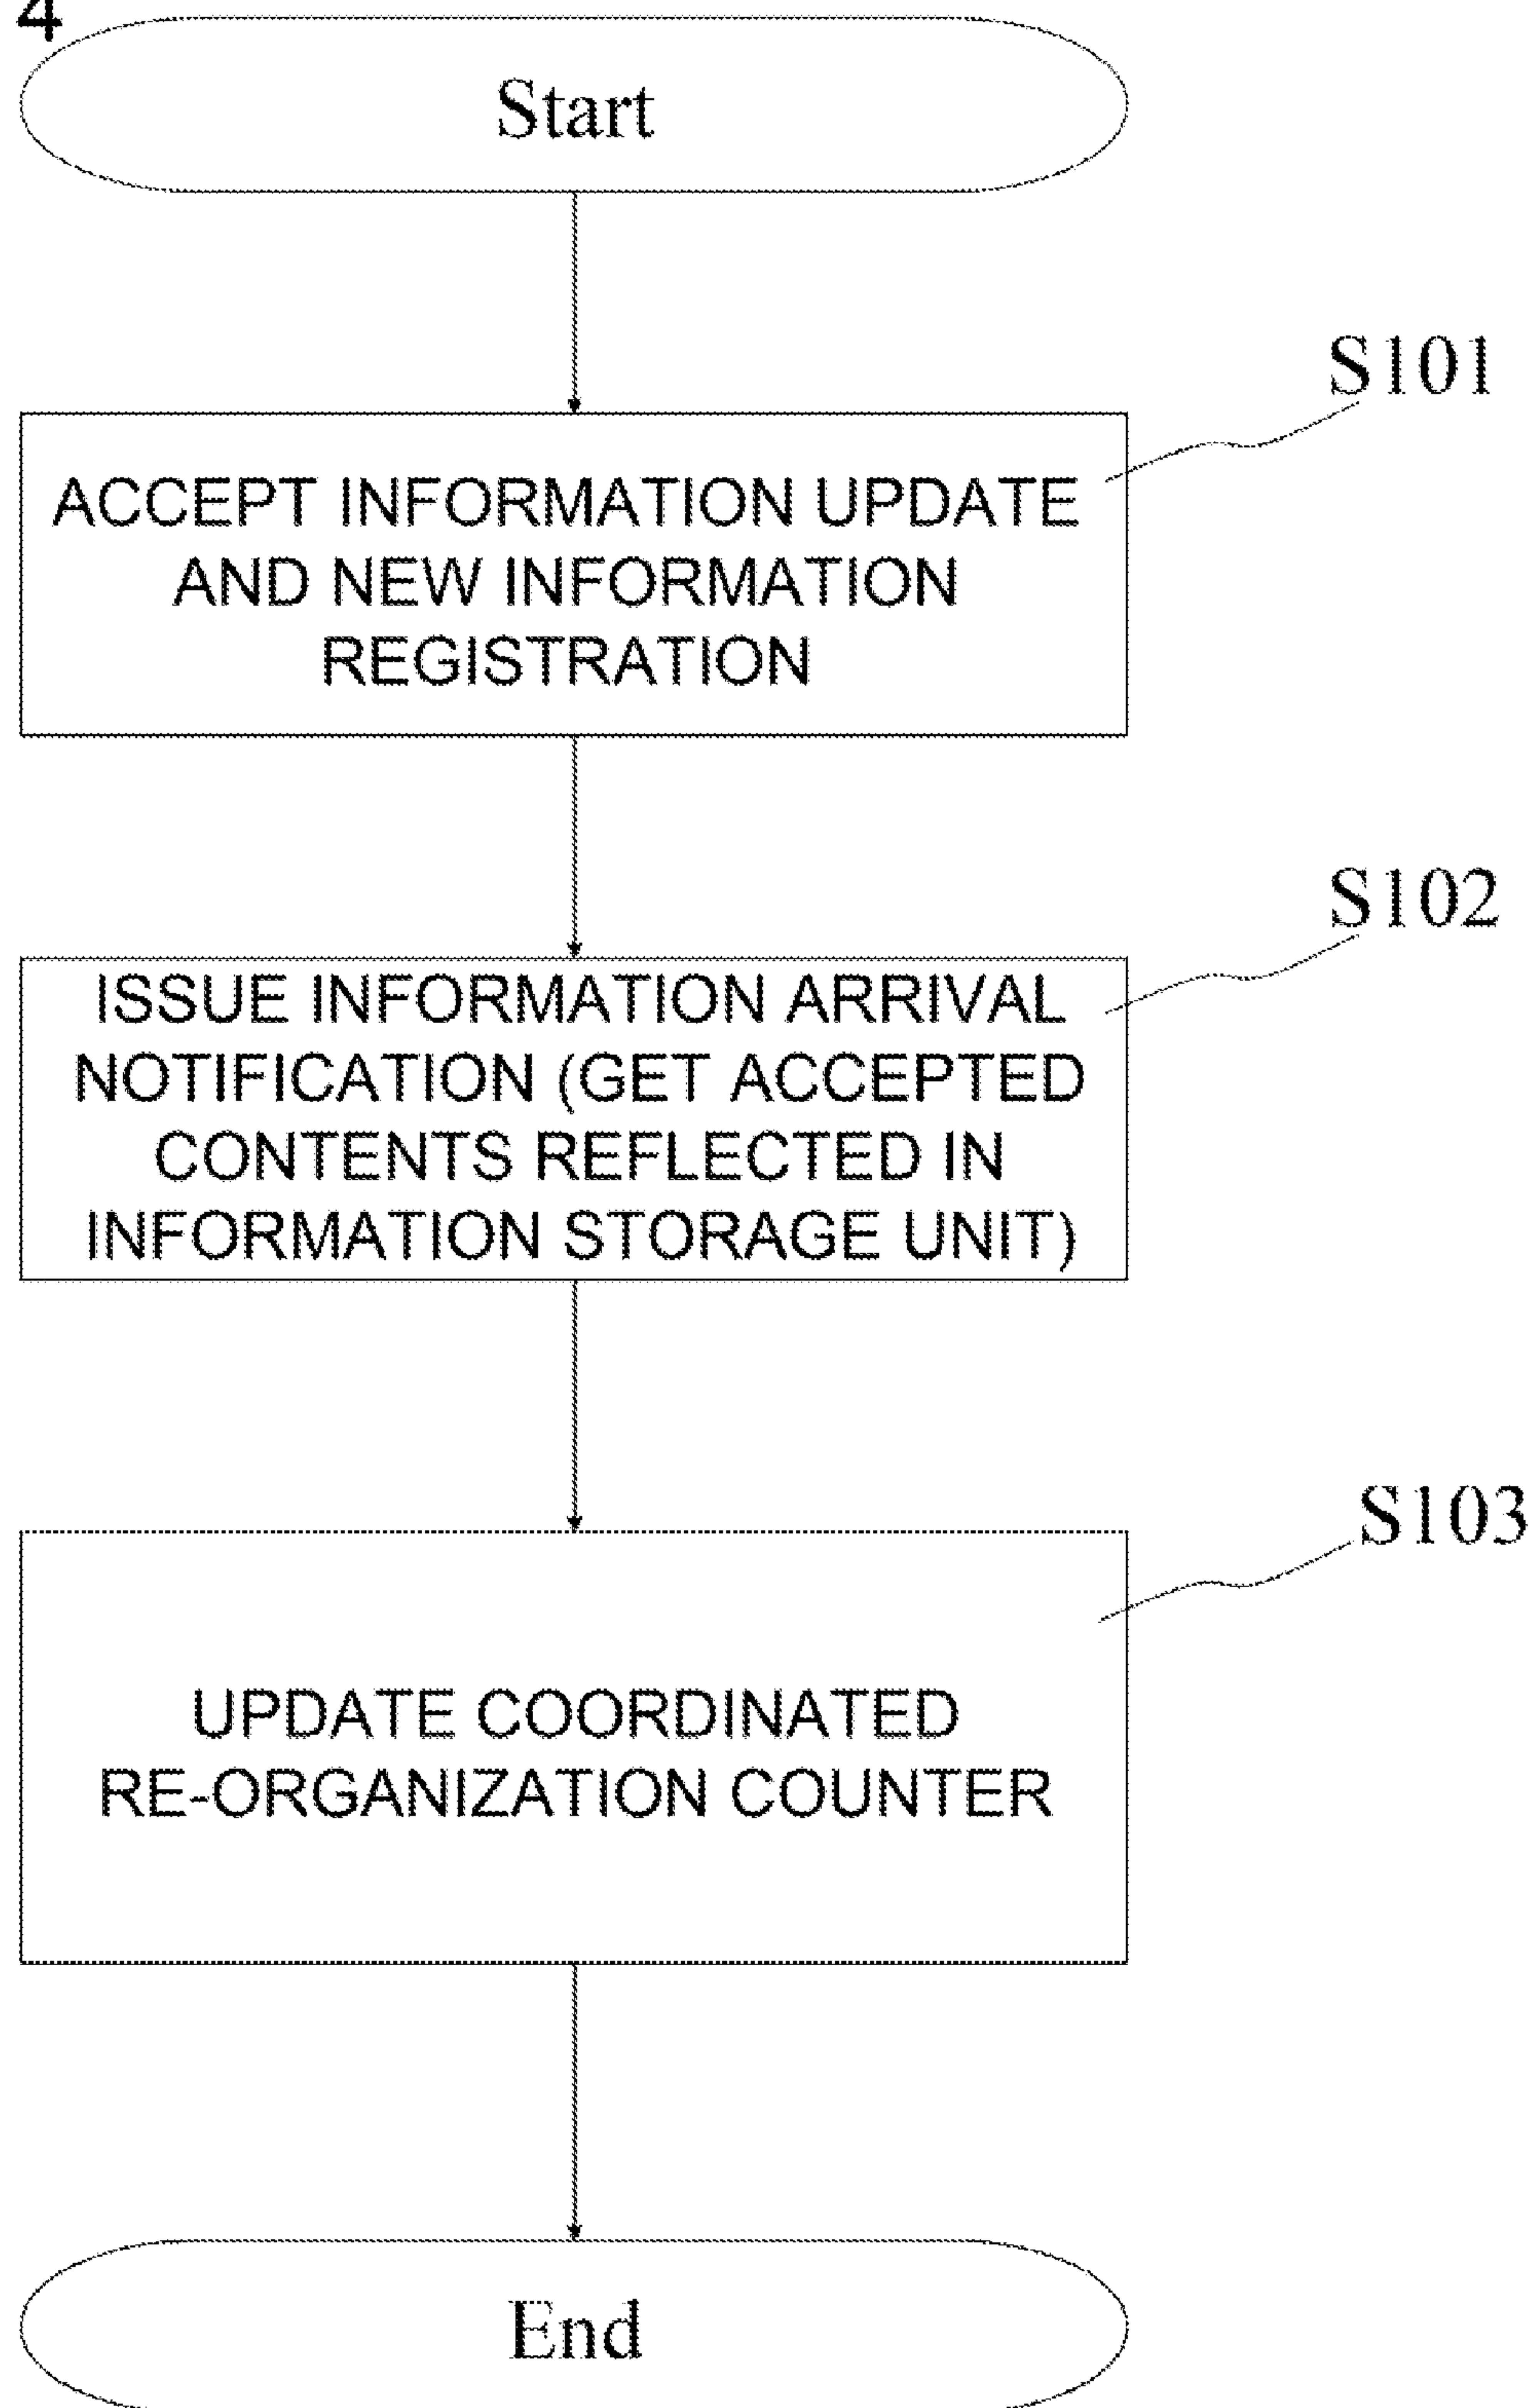 4
Start
S101
ACCEPT INFORMATION UPDATE
AND NEW INFORMATION
REGISTRATION
S102
ISSUE INFORMATION ARRIVAL
NOTIFICATION (GET ACCEPTED
CONTENTS REFLECTED IN
INFORMATION STORAGE UNIT)
S103
UPDATE COORDINATED
RE-ORGANIZATION COUNTER
End